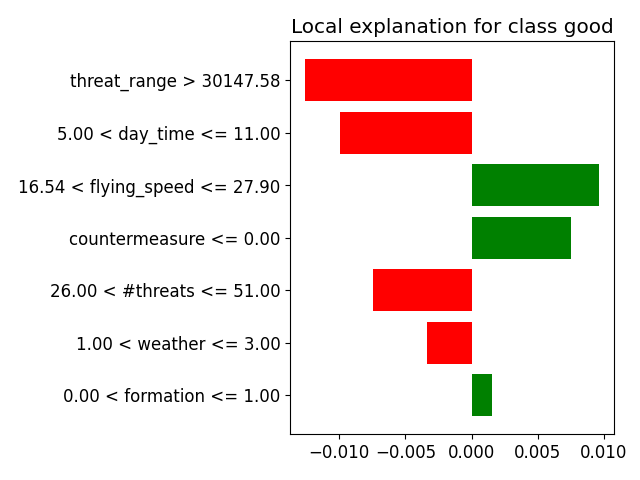 Local explanation for class good
threat_range > 30147.58
5.00 < day_time <= 11.00
16.54 < flying_speed <= 27.90
countermeasure <= 0.00
26.00 < #threats <= 51.00
1.00 < weather <= 3.00
0.00 < formation <= 1.00
−0.010 −0.005 0.000 0.005 0.010